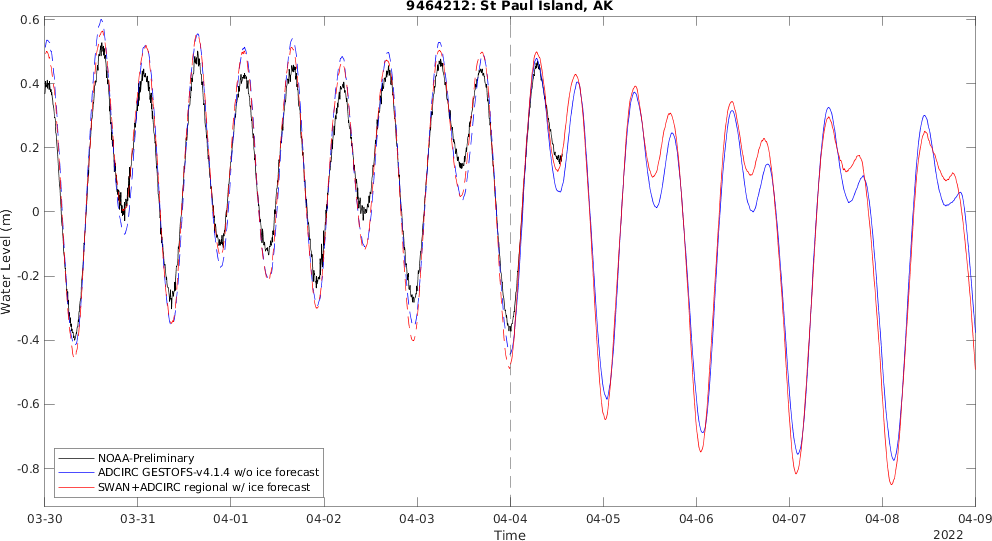 9464212: St Paul Island, AK
Water Level (m)
0.6
0.4
0.2
0
-0.2
-0.4
-0.6
-0.8
NOAA-Preliminary
ADCIRC GESTOFS-v4.1.4 w/o ice forecast
SWAN+ADCIRC regional w/ ice forecast
03-30 03-31 04-01 04-02 04-03 04-04 04-05 04-06 04-07 04-08 04-09
Time
2022